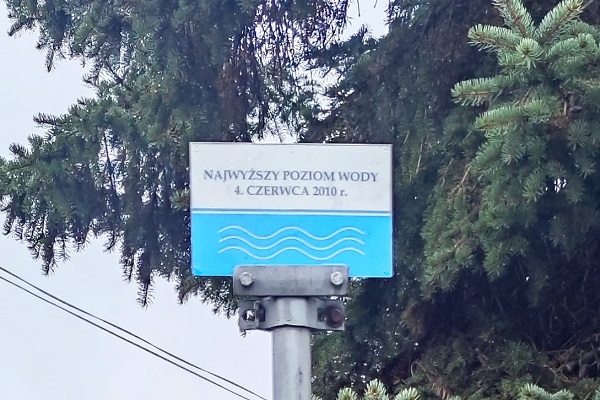 NAJWYŻSZY POZIOM WODY
4. CZERWCA 2010 r.